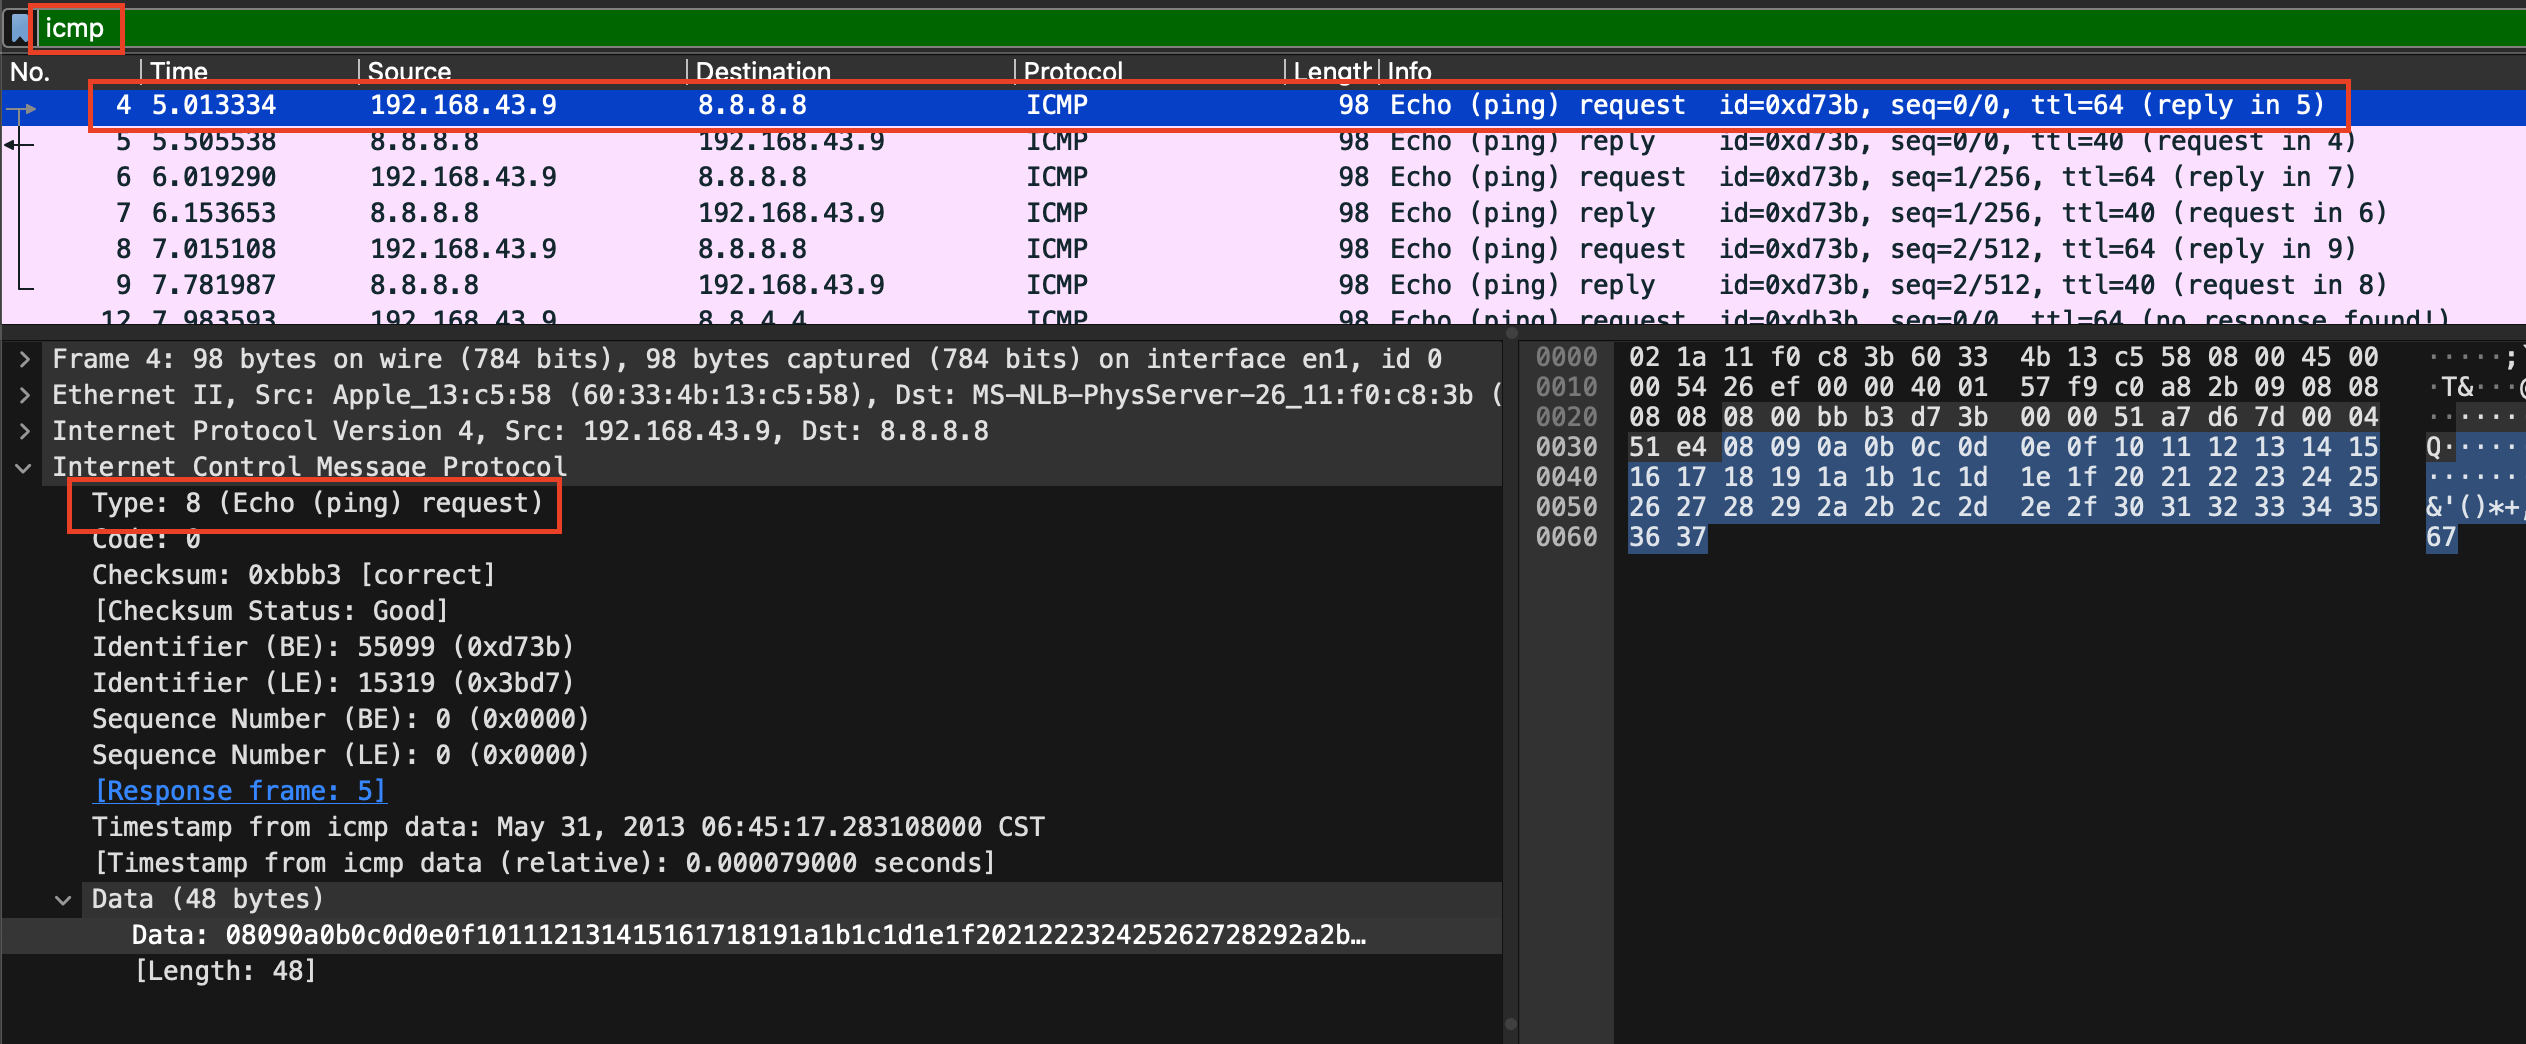 icmp
No. Time Source Destination Protocol Length Info
4 5.013334 192.168.43.9 8.8.8.8 ICMP 98 Echo (ping) request id=0xd73b, seq=0/0, ttl=64 (reply in 5)
5 5.505538 8.8.8.8 192.168.43.9 ICMP 98 Echo (ping) reply id=0xd73b, seq=0/0, ttl=40 (request in 4)
6 6.019290 192.168.43.9 8.8.8.8 ICMP 98 Echo (ping) request id=0xd73b, seq=1/256, ttl=64 (reply in 7)
7 6.153653 8.8.8.8 192.168.43.9 ICMP 98 Echo (ping) reply id=0xd73b, seq=1/256, ttl=40 (request in 6)
8 7.015108 192.168.43.9 8.8.8.8 ICMP 98 Echo (ping) request id=0xd73b, seq=2/512, ttl=64 (reply in 9)
9 7.781987 8.8.8.8 192.168.43.9 ICMP 98 Echo (ping) reply id=0xd73b, seq=2/512, ttl=40 (request in 8)
12 7.983593 192.168.43.9 8.8.4.4 ICMP 98 Echo (ping) request id=0xdb3b, seq=0/0, ttl=64 (no response found!)
Frame 4: 98 bytes on wire (784 bits), 98 bytes captured (784 bits) on interface en1, id 0
Ethernet II, Src: Apple_13:c5:58 (60:33:4b:13:c5:58), Dst: MS-NLB-PhysServer-26_11:f0:c8:3b (
Internet Protocol Version 4, Src: 192.168.43.9, Dst: 8.8.8.8
Internet Control Message Protocol
Type: 8 (Echo (ping) request)
Code: 0
Checksum: 0xbbb3 [correct]
[Checksum Status: Good]
Identifier (BE): 55099 (0xd73b)
Identifier (LE): 15319 (0x3bd7)
Sequence Number (BE): 0 (0x0000)
Sequence Number (LE): 0 (0x0000)
[Response frame: 5]
Timestamp from icmp data: May 31, 2013 06:45:17.283108000 CST
[Timestamp from icmp data (relative): 0.000079000 seconds]
Data (48 bytes)
Data: 08090a0b0c0d0e0f101112131415161718191a1b1c1d1e1f202122232425262728292a2b…
[Length: 48]
0000 02 1a 11 f0 c8 3b 60 33 4b 13 c5 58 08 00 45 00 ·····;`
0010 00 54 26 ef 00 00 40 01 57 f9 c0 a8 2b 09 08 08 ·T&···@
0020 08 08 08 00 bb b3 d7 3b 00 00 51 a7 d6 7d 00 04 ······
0030 51 e4 08 09 0a 0b 0c 0d 0e 0f 10 11 12 13 14 15 Q·····
0040 16 17 18 19 1a 1b 1c 1d 1e 1f 20 21 22 23 24 25 ······
0050 26 27 28 29 2a 2b 2c 2d 2e 2f 30 31 32 33 34 35 &'()*+,
0060 36 37 67